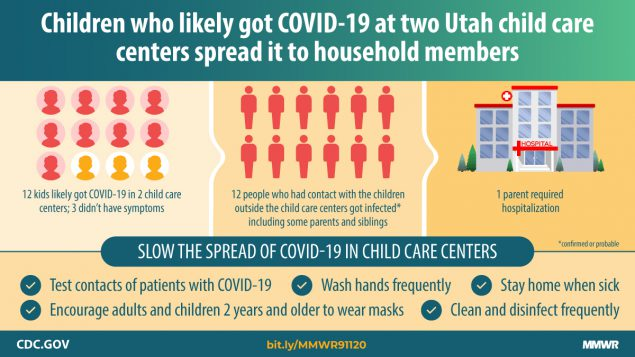 Children who likely got COVID-19 at two Utah child care
centers spread it to household members
12 kids likely got COVID-19 in 2 child care
centers; 3 didn't have symptoms
12 people who had contact with the children
outside the child care centers got infected*
including some parents and siblings
HOSPITAL
1 parent required
hospitalization
*confirmed or probable
SLOW THE SPREAD OF COVID-19 IN CHILD CARE CENTERS
Test contacts of patients with COVID-19
Wash hands frequently
Stay home when sick
Encourage adults and children 2 years and older to wear masks
Clean and disinfect frequently
CDC.GOV
bit.ly/MMWR91120
MMWR